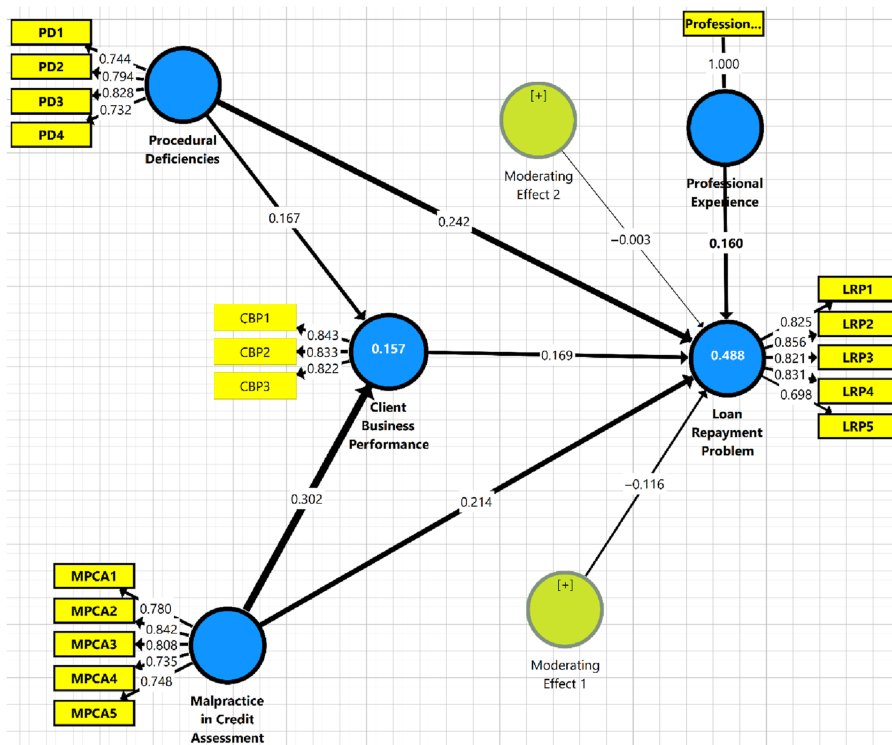 PD1
PD2
PD3
PD4
0.744
0.794
0.828
0.732
Procedural
Deficiencies
Profession...
1.000
Professional
Experience
[+]
Moderating
Effect 2
0.167
0.242
−0.003
0.160
CBP1
CBP2
CBP3
0.843
0.833
0.822
0.157
Client
Business
Performance
0.169
0.488
Loan
Repayment
Problem
0.825
0.856
0.821
0.831
0.698
LRP1
LRP2
LRP3
LRP4
LRP5
0.302
0.214
−0.116
MPCA1
MPCA2
MPCA3
MPCA4
MPCA5
0.780
0.842
0.808
0.735
0.748
Malpractice
in Credit
Assessment
[+]
Moderating
Effect 1